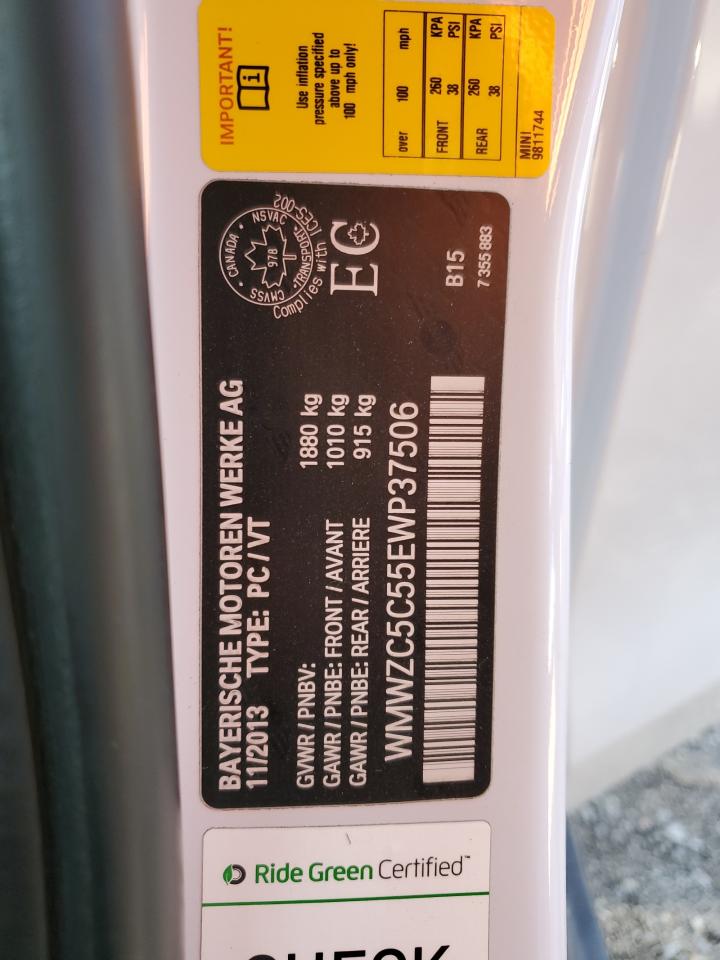 IMPORTANT!
Use inflation
pressure specified
above up to
100 mph only!
over 100 mph
KPA
PSI
FRONT 260
38
KPA
PSI
REAR 260
38
MINI
9811744
CANADA • NSVAC • TRANSPORT • CMVSS
978
Complies with ICES-002
EC
BAYERISCHE MOTOREN WERKE AG
11/2013 TYPE: PC / VT
GVWR / PNBV: 1880 kg
GAWR / PNBE: FRONT / AVANT 1010 kg
GAWR / PNBE: REAR / ARRIERE 915 kg
WMWZC5C55EWP37506
B15
7 355 883
Ride Green Certified™
CHECK